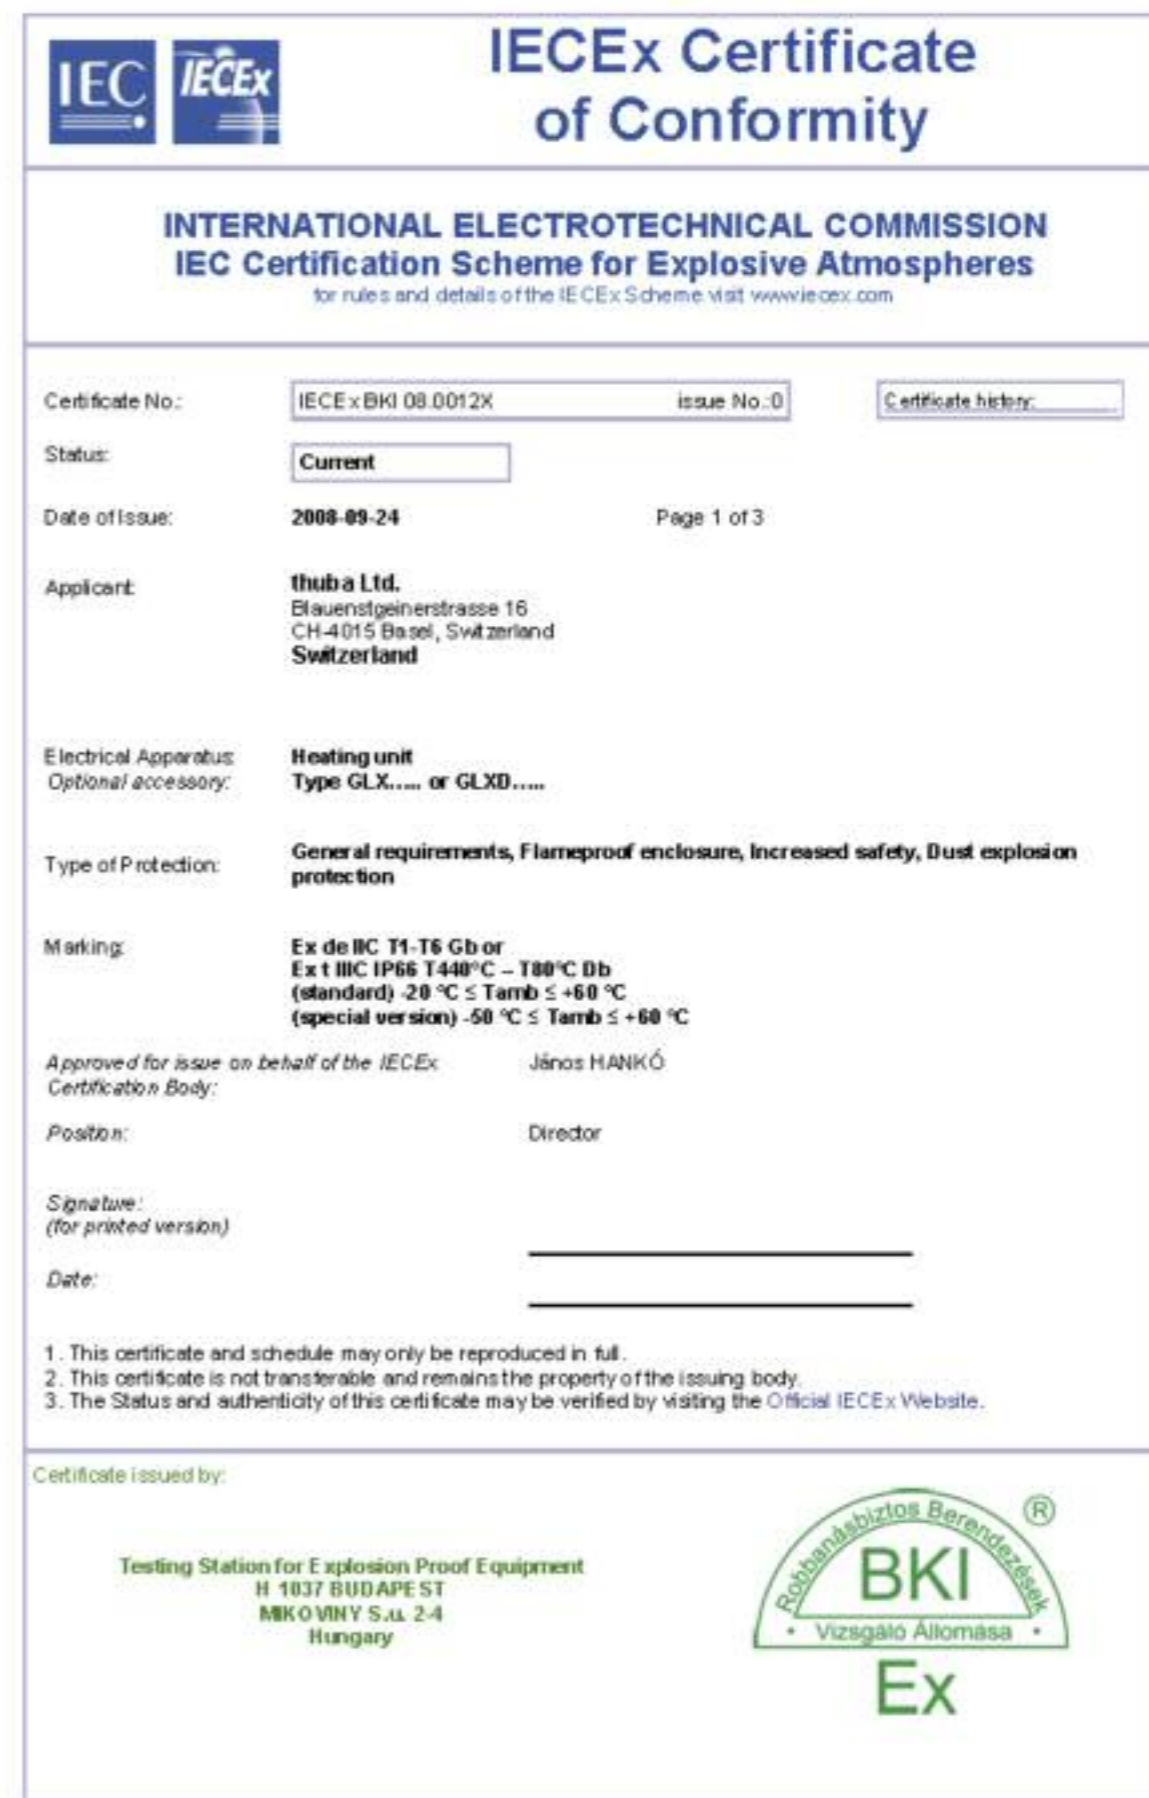 IEC IECEx
IECEx Certificate
of Conformity
INTERNATIONAL ELECTROTECHNICAL COMMISSION
IEC Certification Scheme for Explosive Atmospheres
for rules and details of the IECEx Scheme visit www.iecex.com
Certificate No.: IECEx BKI 08.0012X issue No.:0 Certificate history:
Status: Current
Date of Issue: 2008-09-24 Page 1 of 3
Applicant: thuba Ltd.
Blauenstgeinerstrasse 16
CH-4015 Basel, Switzerland
Switzerland
Electrical Apparatus: Heating unit
Optional accessory: Type GLX..... or GLXD.....
Type of Protection: General requirements, Flameproof enclosure, Increased safety, Dust explosion
protection
Marking: Ex de IIC T1-T6 Gb or
Ex t IIIC IP66 T440°C – T80°C Db
(standard) -20 °C ≤ Tamb ≤ +60 °C
(special version) -50 °C ≤ Tamb ≤ +60 °C
Approved for issue on behalf of the IECEx János HANKÓ
Certification Body:
Position: Director
Signature:
(for printed version)
Date:
1. This certificate and schedule may only be reproduced in full.
2. This certificate is not transferable and remains the property of the issuing body.
3. The Status and authenticity of this certificate may be verified by visiting the Official IECEx Website.
Certificate issued by:
Testing Station for Explosion Proof Equipment
H 1037 BUDAPEST
MIKOVINY S.u. 2-4
Hungary
Robbanásbiztos Berendezések ®
BKI
• Vizsgáló Állomása •
Ex